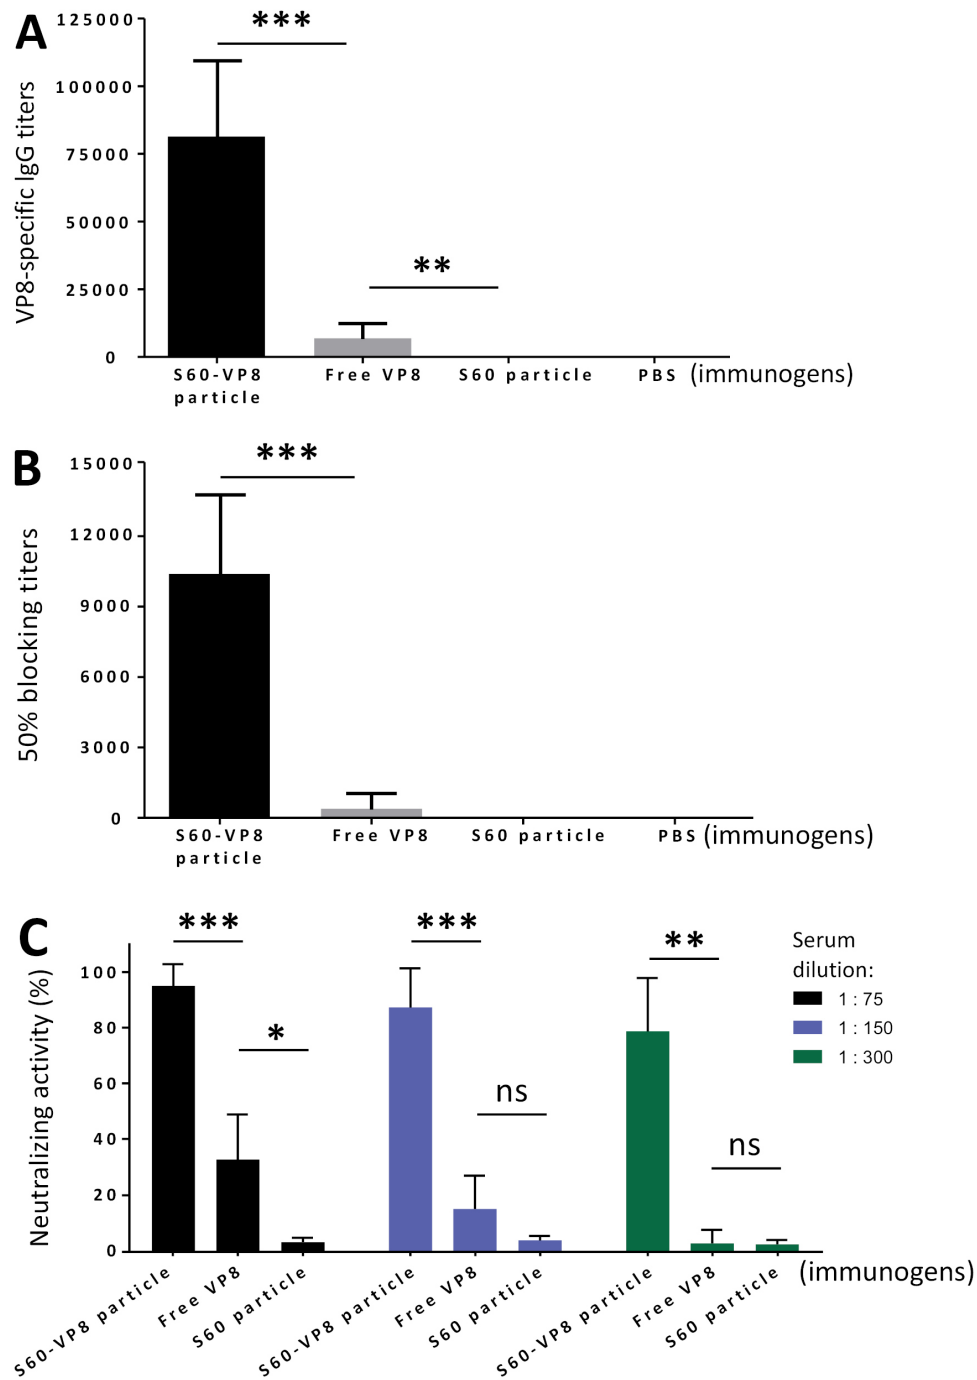 A
VP8-specific IgG titers
125000
100000
75000
50000
25000
0
***
**
S60-VP8
particle
Free VP8
S60 particle
PBS
(immunogens)
B
50% blocking titers
15000
12000
9000
6000
3000
0
***
S60-VP8
particle
Free VP8
S60 particle
PBS
(immunogens)
C
Neutralizing activity (%)
100
80
60
40
20
0
***
*
***
ns
**
ns
Serum
dilution:
1 : 75
1 : 150
1 : 300
S60-VP8 particle
Free VP8
S60 particle
S60-VP8 particle
Free VP8
S60 particle
S60-VP8 particle
Free VP8
S60 particle
(immunogens)